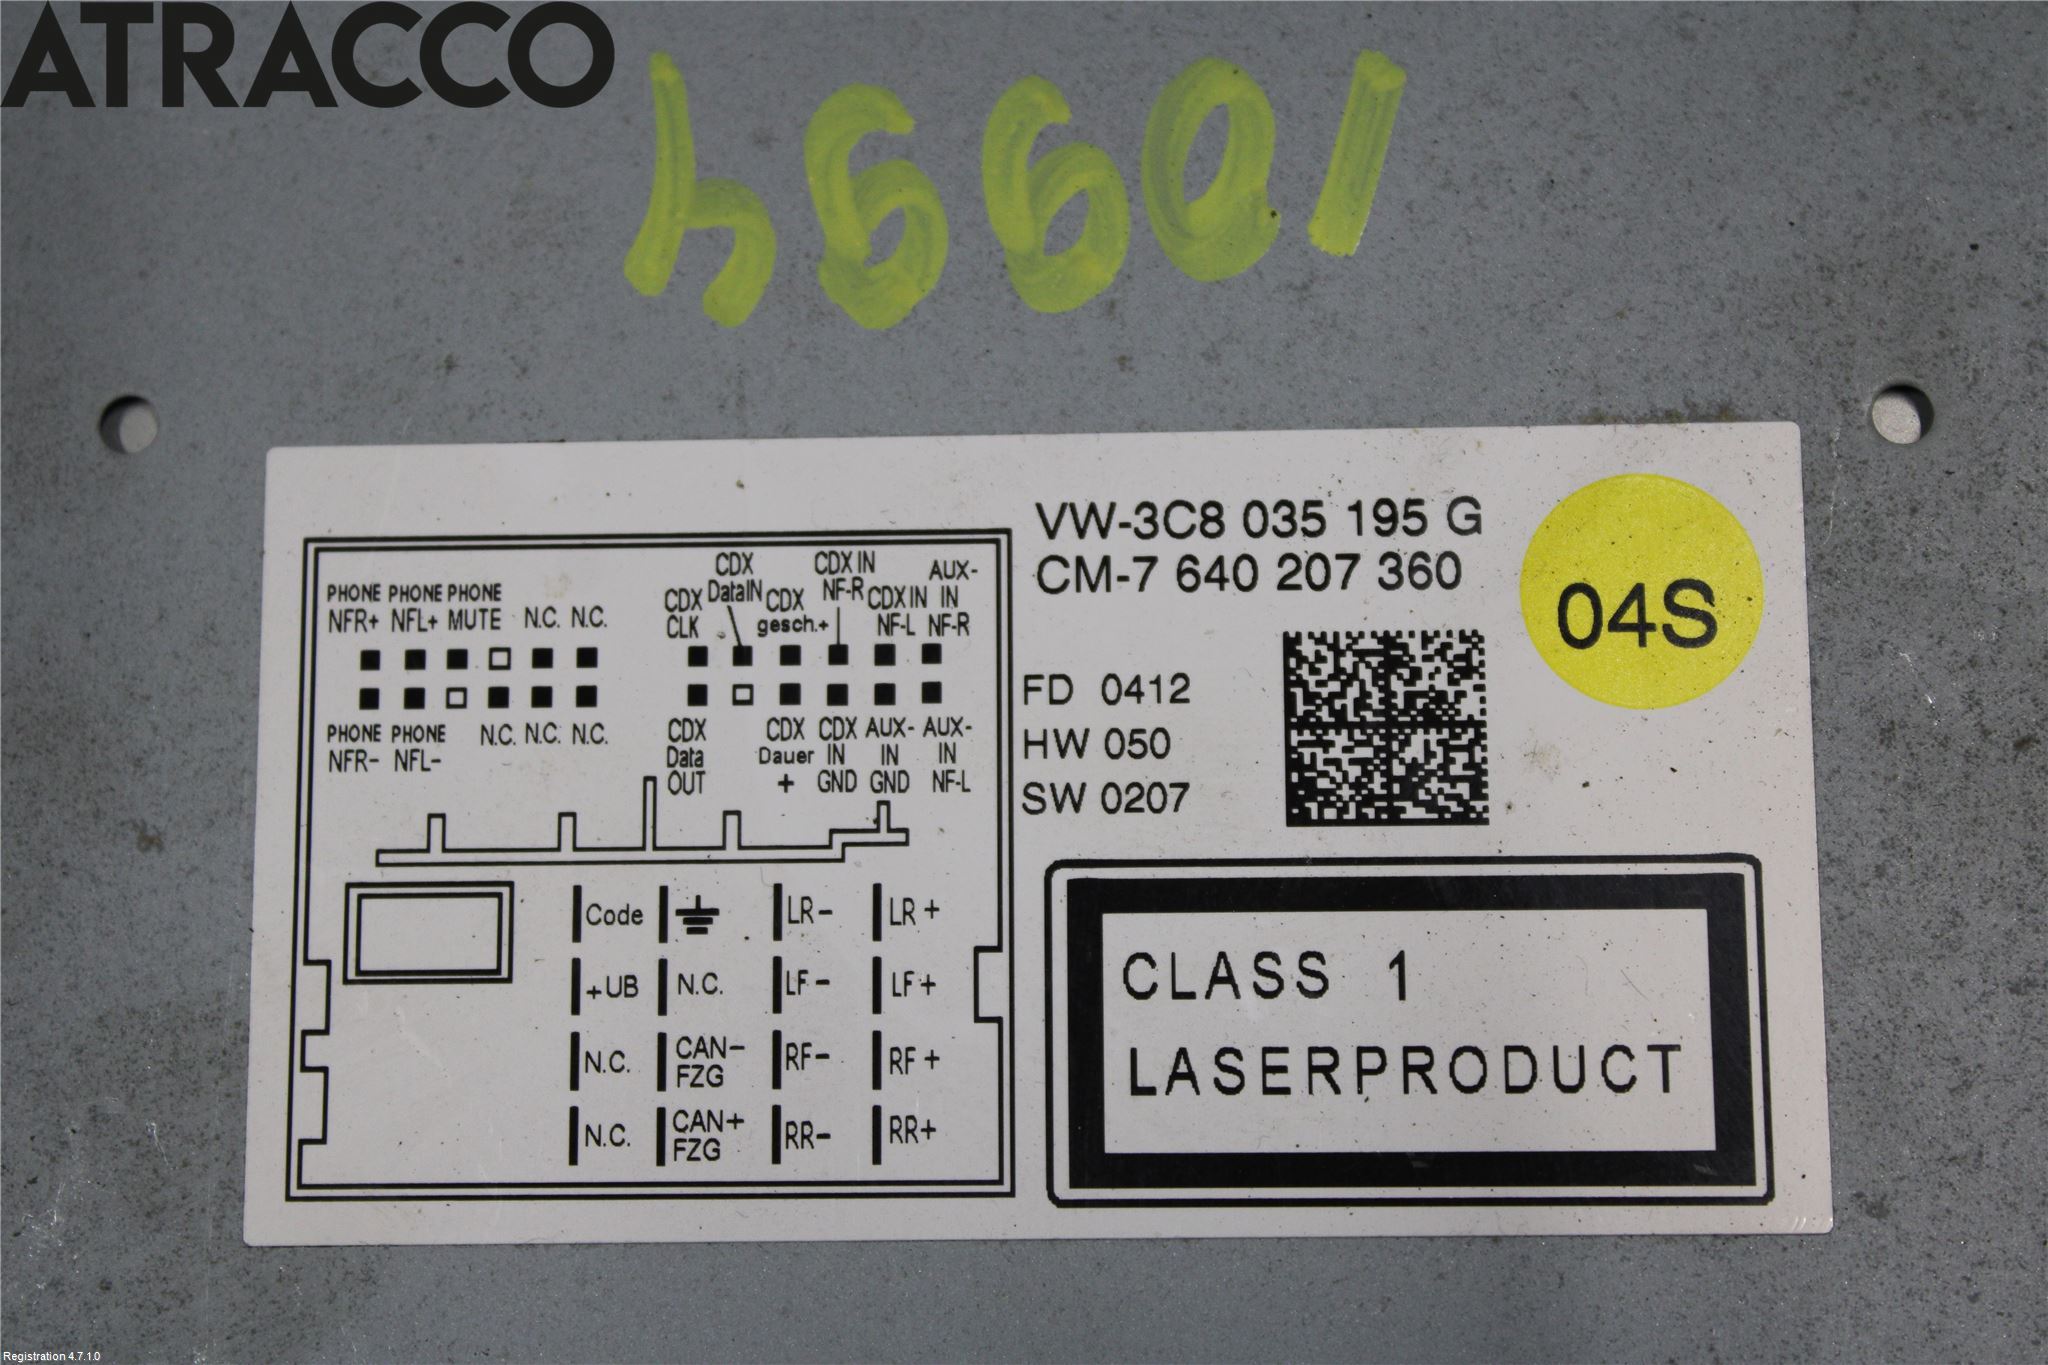 ATRACCO
10994
VW-3C8 035 195 G
CM-7 640 207 360
04S
FD 0412
HW 050
SW 0207
PHONE NFR+
PHONE NFL+
PHONE MUTE
N.C.
N.C.
CDX CLK
CDX DataIN
CDX gesch.+
CDX IN NF-R
CDX IN NF-L
AUX-IN NF-R
PHONE NFR-
PHONE NFL-
N.C.
N.C.
N.C.
CDX Data OUT
CDX Dauer +
CDX IN GND
AUX-IN GND
AUX-IN NF-L
Code LR- LR+
+UB N.C. LF- LF+
N.C. CAN- FZG RF- RF+
N.C. CAN+ FZG RR- RR+
CLASS 1
LASERPRODUCT
Registration 4.7.1.0